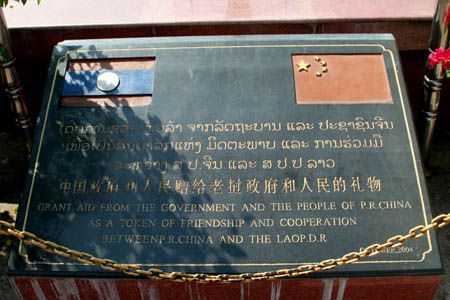 ໂດຍການຊ່ວຍເຫຼືອລ້າ ຈາກລັດຖະບານ ແລະ ປະຊາຊົນຈີນ
ເພື່ອເປັນສັນຍາລັກແຫ່ງ ມິດຕະພາບ ແລະ ການຮ່ວມມື
ລະຫວ່າງ ສ.ປ.ຈີນ ແລະ ສ ປ ປ ລາວ
中国政府和人民赠给老挝政府和人民的礼物
GRANT AID FROM THE GOVERNMENT AND THE PEOPLE OF P.R.CHINA
AS A TOKEN OF FRIENDSHIP AND COOPERATION
BETWEEN P.R.CHINA AND THE LAO P.D.R
2004